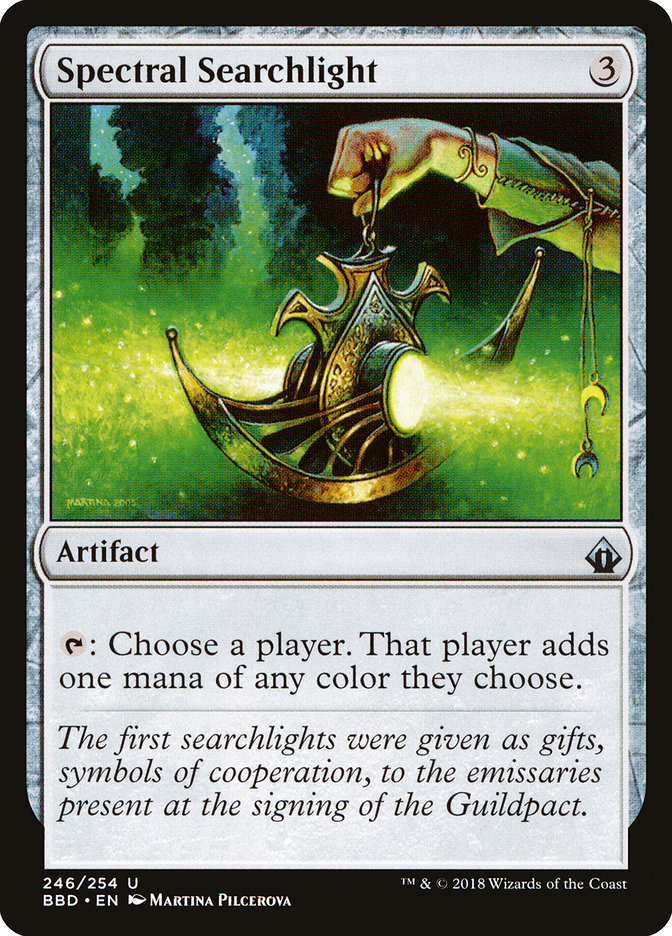 Spectral Searchlight
3
MARTINA 2005
Artifact
: Choose a player. That player adds
one mana of any color they choose.
The first searchlights were given as gifts,
symbols of cooperation, to the emissaries
present at the signing of the Guildpact.
246/254 U
™ & © 2018 Wizards of the Coast
BBD • EN Martina Pilcerova